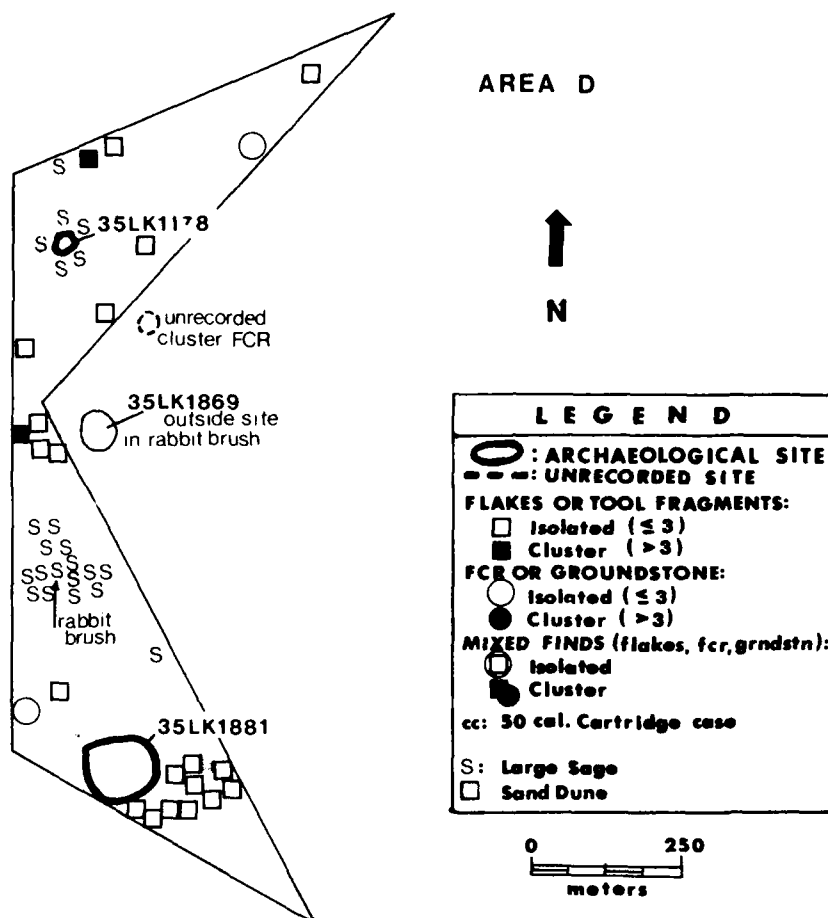 AREA D
S
35LK1178
S
S
S
S
S
S
N
unrecorded
cluster FCR
35LK1869
outside site
in rabbit brush
S S
S S
S
S S S S S S
S
S S
S S
rabbit
brush
S
35LK1881
LEGEND
: ARCHAEOLOGICAL SITE
: UNRECORDED SITE
FLAKES OR TOOL FRAGMENTS:
Isolated (≤ 3)
Cluster (> 3)
FCR OR GROUNDSTONE:
Isolated (≤ 3)
Cluster (> 3)
MIXED FINDS (flakes, fcr, grndstn):
Isolated
Cluster
cc: 50 cal. Cartridge case
S: Large Sage
Sand Dune
0 250
meters